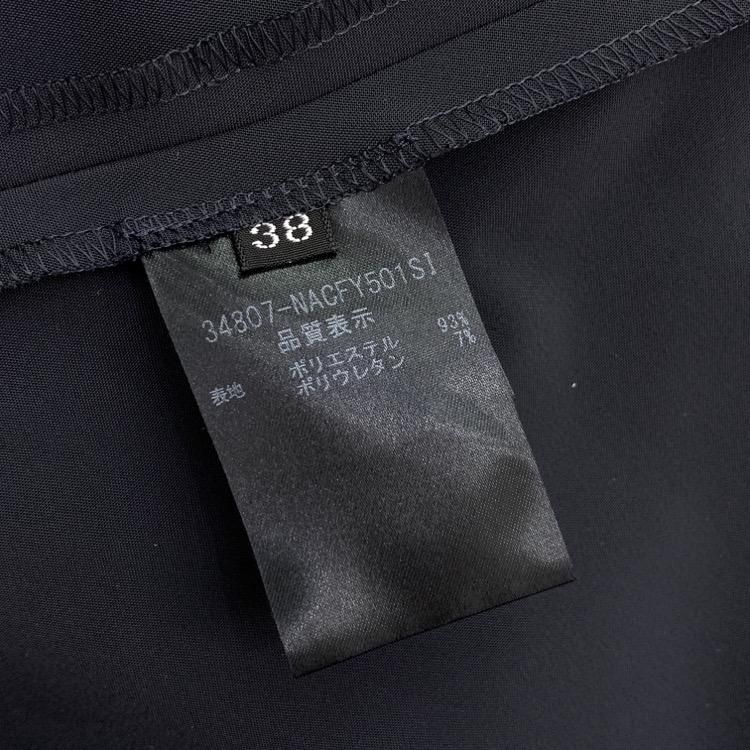 38
34807-NACFY501SI
品質表示
表地 ポリエステル 93%
ポリウレタン 7%